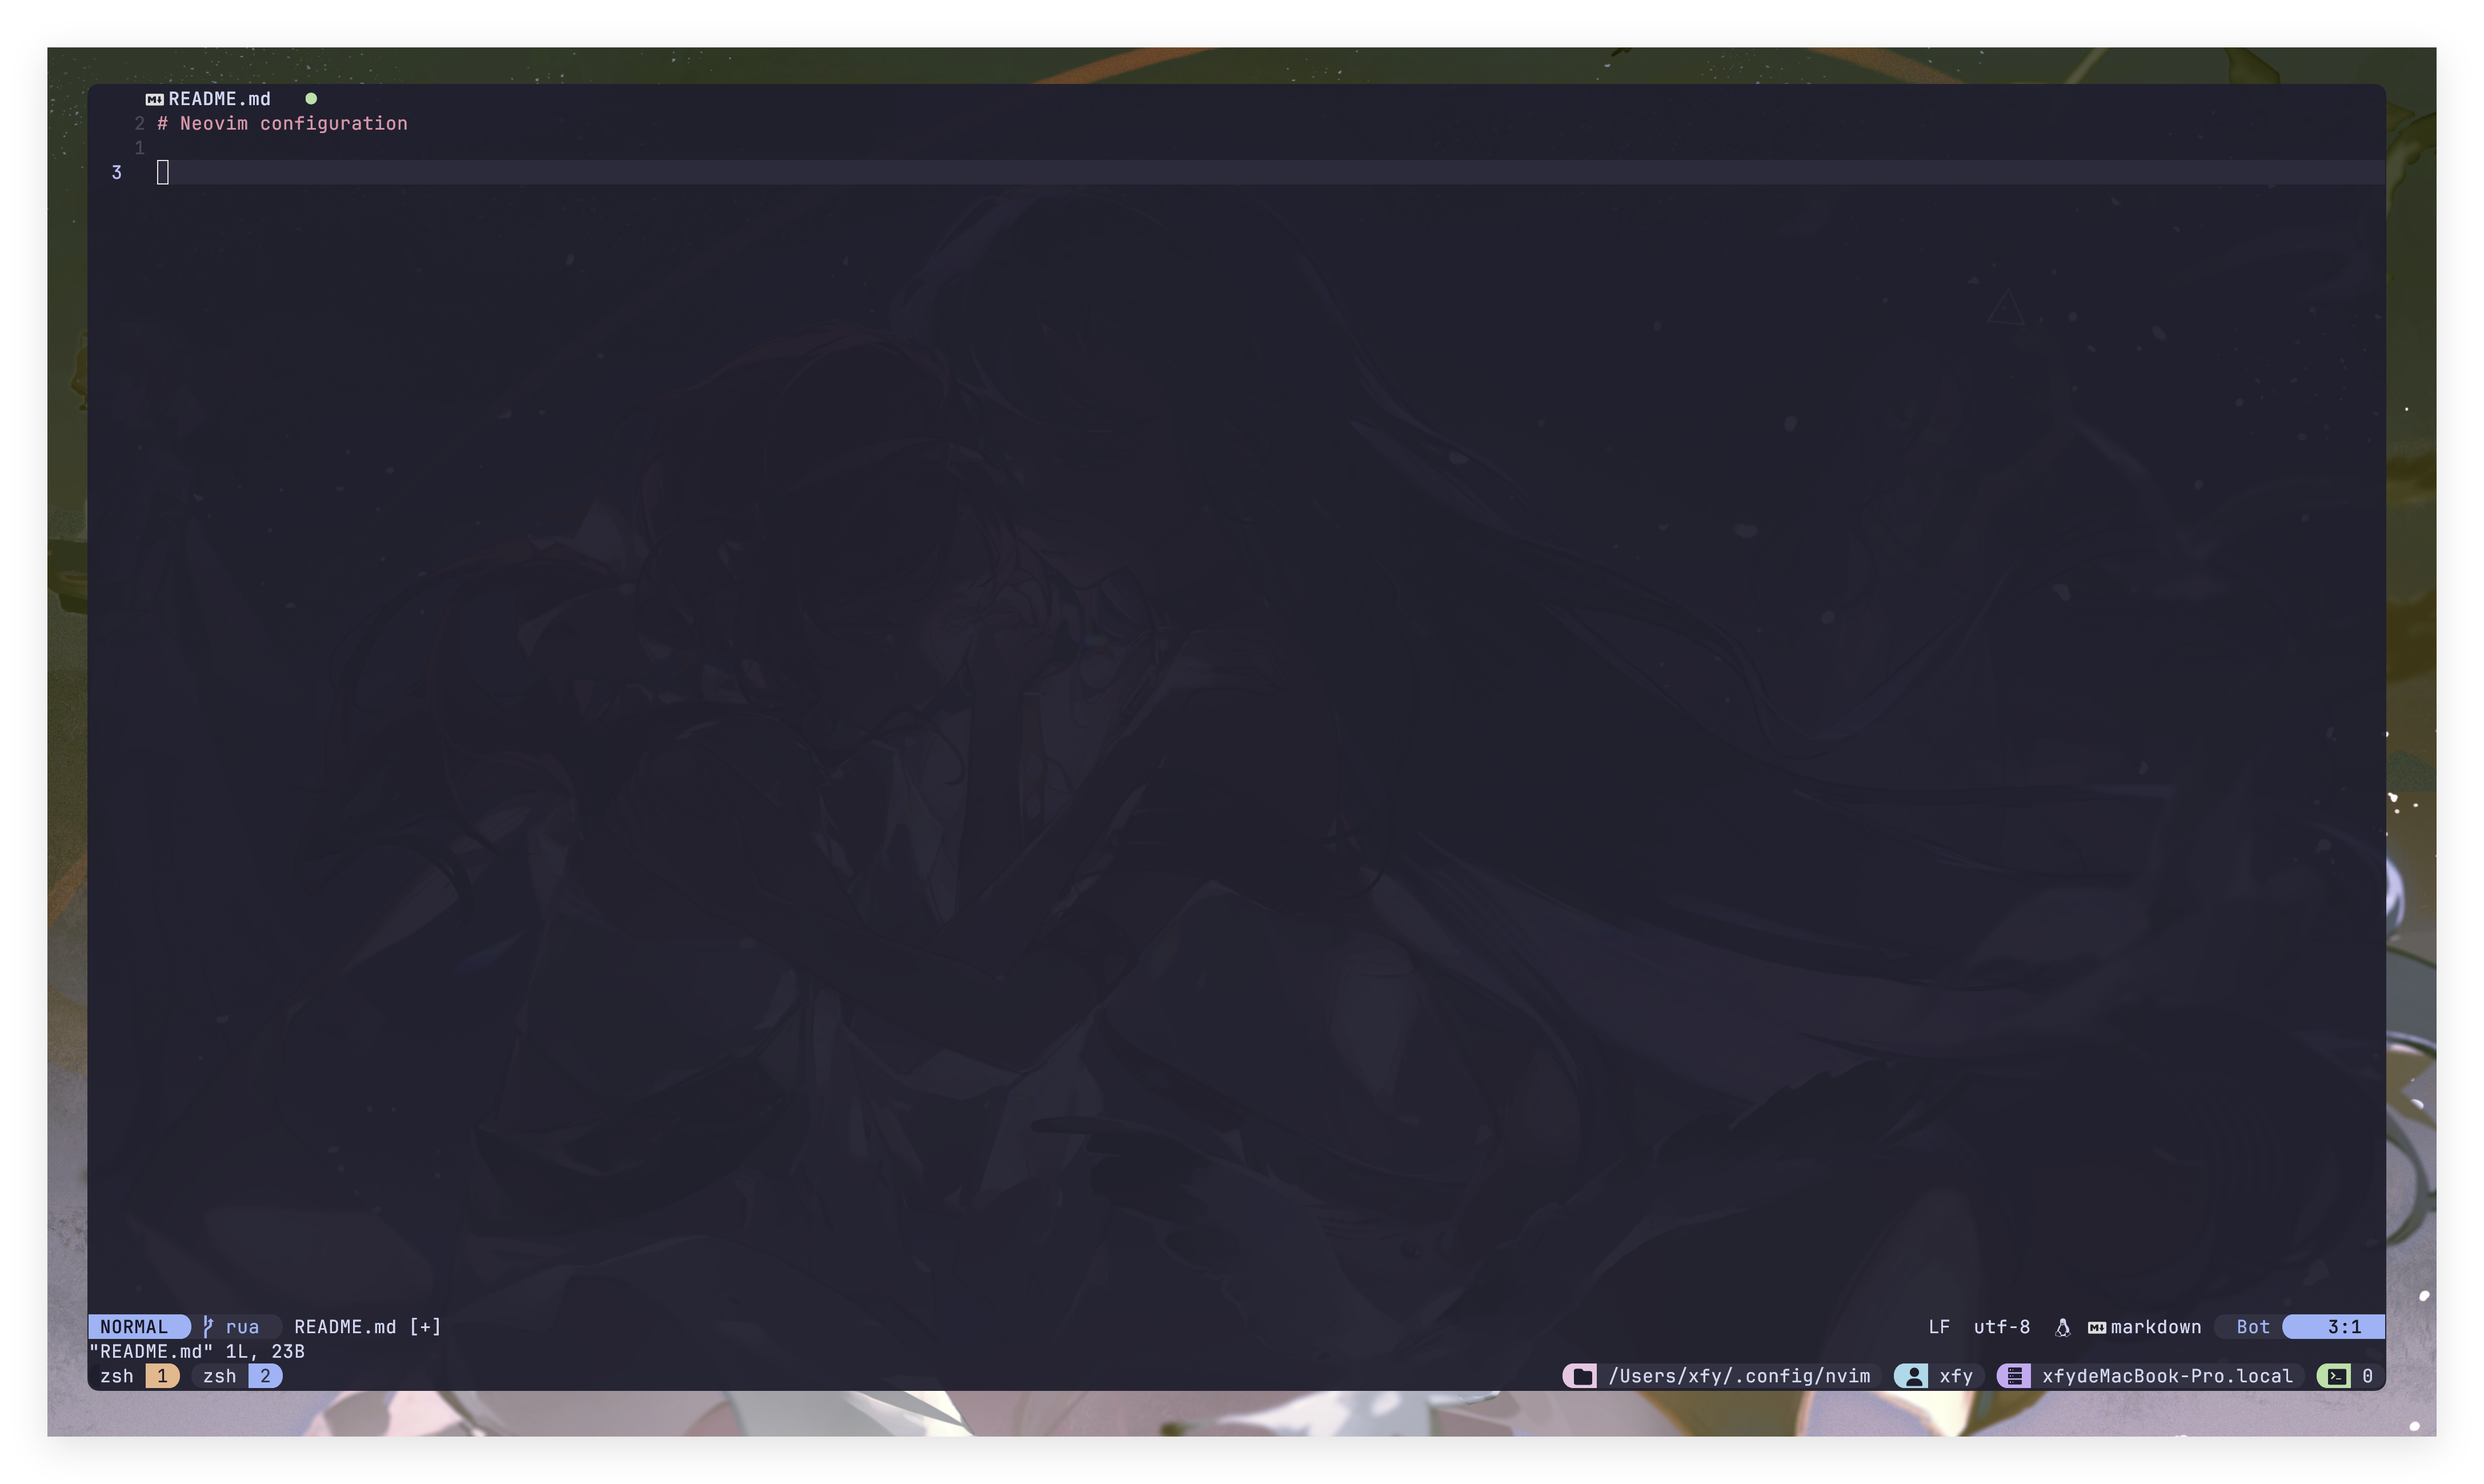 README.md
2 # Neovim configuration
1
3
NORMAL rua README.md [+] LF utf-8 markdown Bot 3:1
"README.md" 1L, 23B
zsh 1 zsh 2 /Users/xfy/.config/nvim xfy xfydeMacBook-Pro.local 0